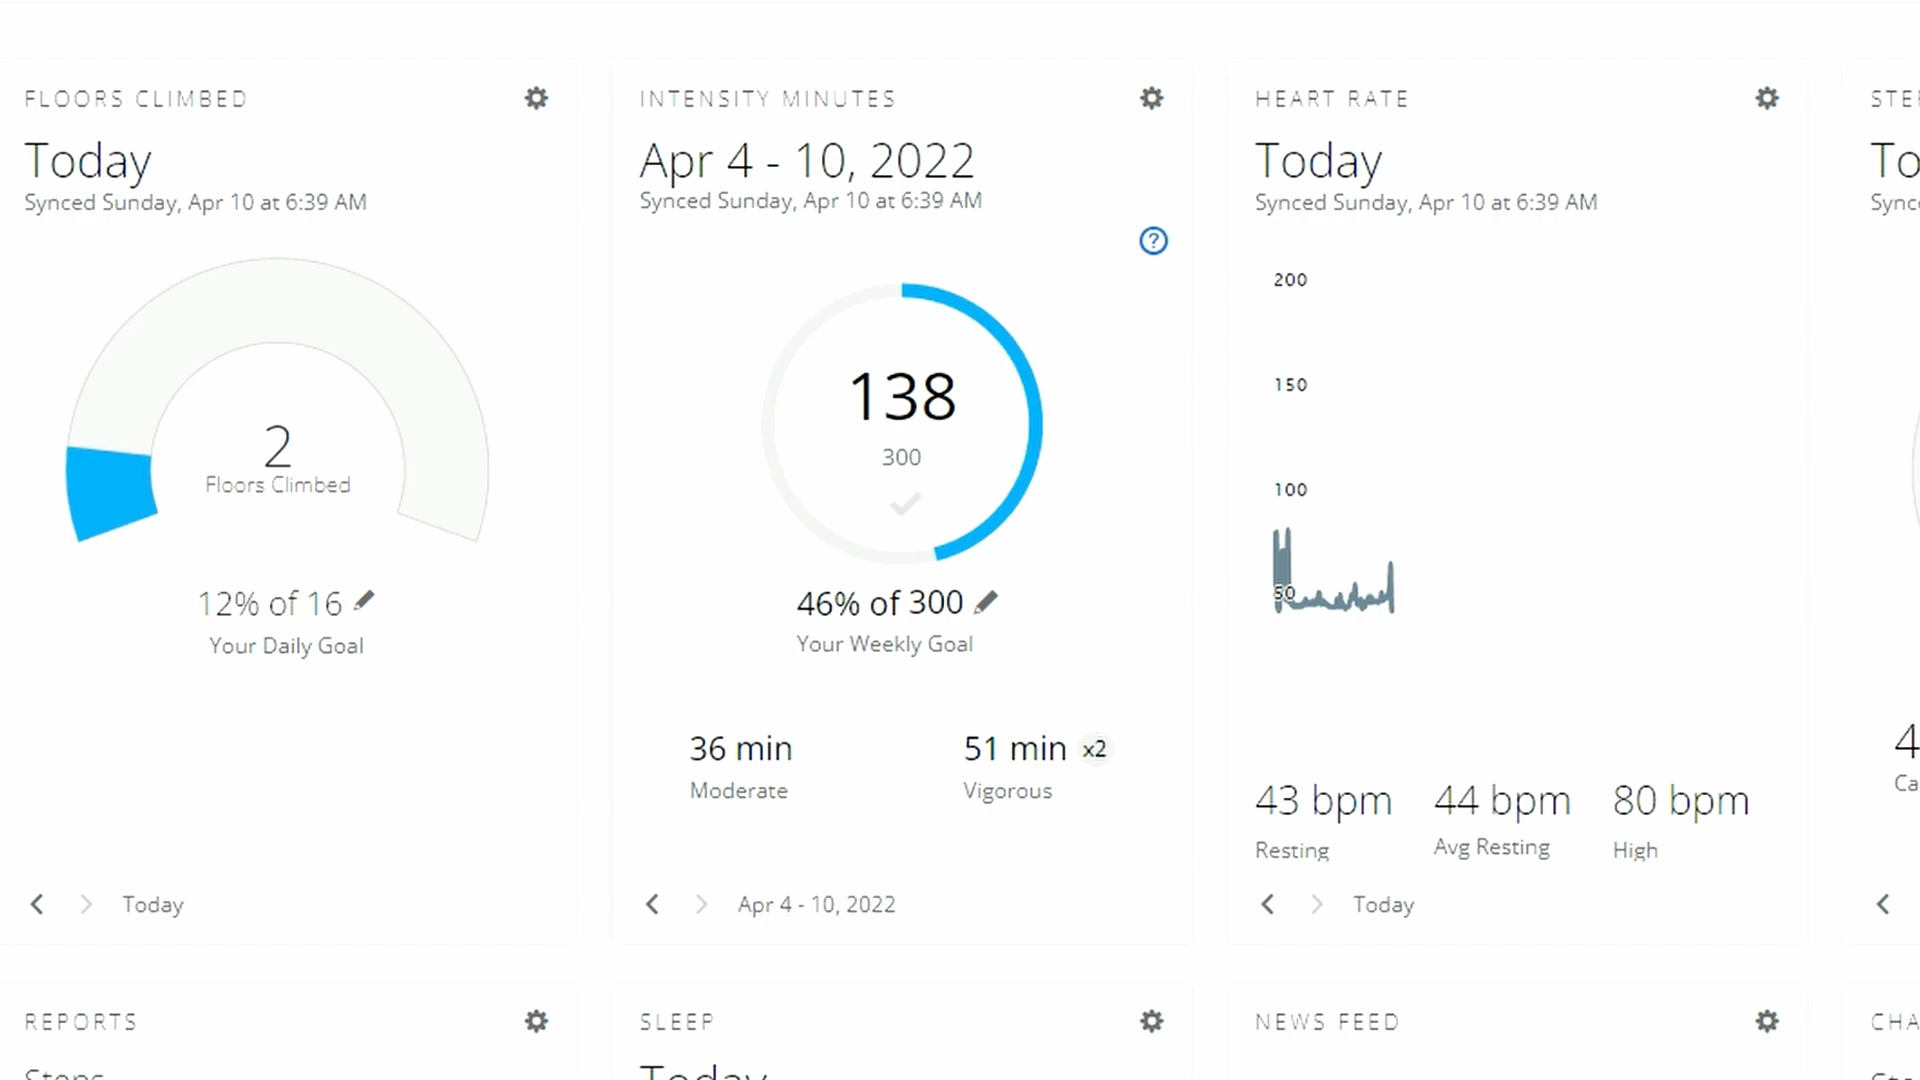 FLOORS CLIMBED
Today
Synced Sunday, Apr 10 at 6:39 AM
2
Floors Climbed
12% of 16
Your Daily Goal
Today
INTENSITY MINUTES
Apr 4 - 10, 2022
Synced Sunday, Apr 10 at 6:39 AM
?
138
300
46% of 300
Your Weekly Goal
36 min
Moderate
51 min x2
Vigorous
Apr 4 - 10, 2022
HEART RATE
Today
Synced Sunday, Apr 10 at 6:39 AM
200
150
100
50
43 bpm
Resting
44 bpm
Avg Resting
80 bpm
High
Today
REPORTS
Steps
SLEEP
Today
NEWS FEED